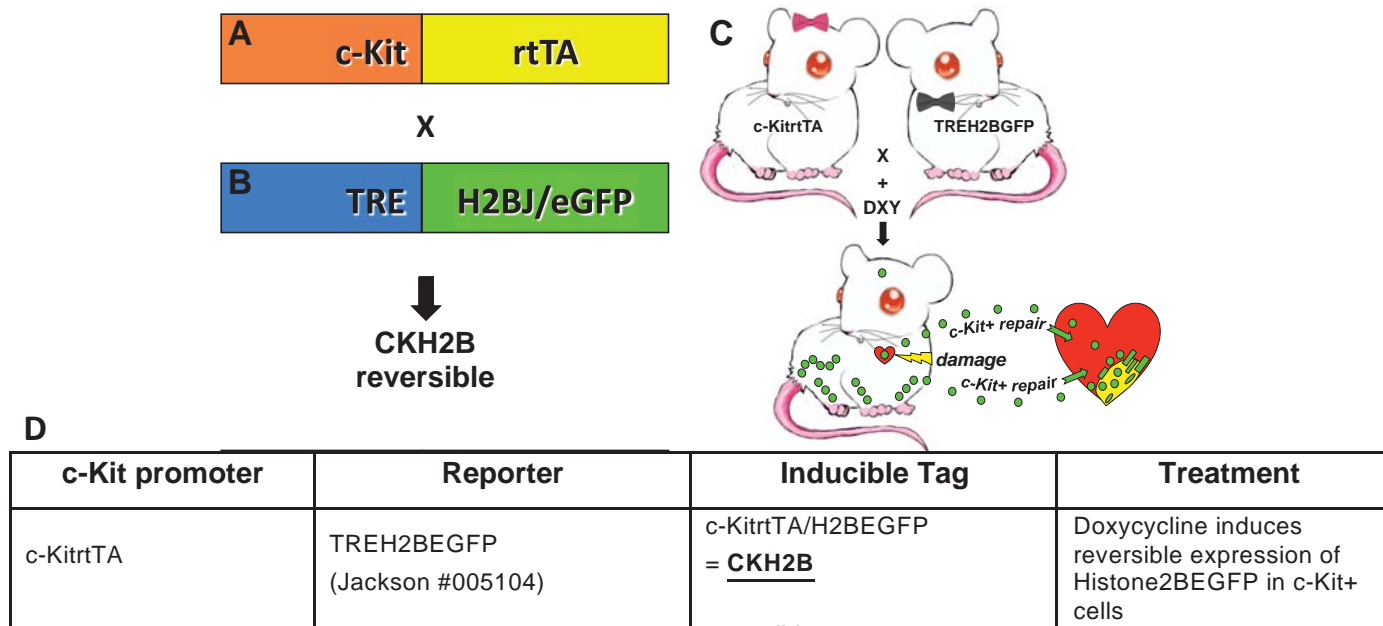 A
c-Kit
rtTA
X
B
TRE
H2BJ/eGFP
CKH2B
reversible
C
c-KitrtTA
TREH2BGFP
X
+
DXY
c-Kit+ repair
damage
c-Kit+ repair
D
c-Kit promoter
Reporter
Inducible Tag
Treatment
c-KitrtTA
TREH2BEGFP
(Jackson #005104)
c-KitrtTA/H2BEGFP
= CKH2B
Doxycycline induces
reversible expression of
Histone2BEGFP in c-Kit+
cells